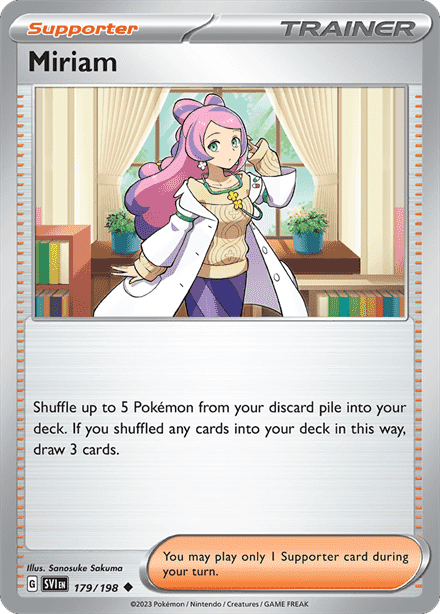 Supporter
TRAINER
Miriam
Shuffle up to 5 Pokémon from your discard pile into your
deck. If you shuffled any cards into your deck in this way,
draw 3 cards.
Illus. Sanosuke Sakuma
You may play only 1 Supporter card during
your turn.
G SVI EN 179/198
©2023 Pokémon / Nintendo / Creatures / GAME FREAK